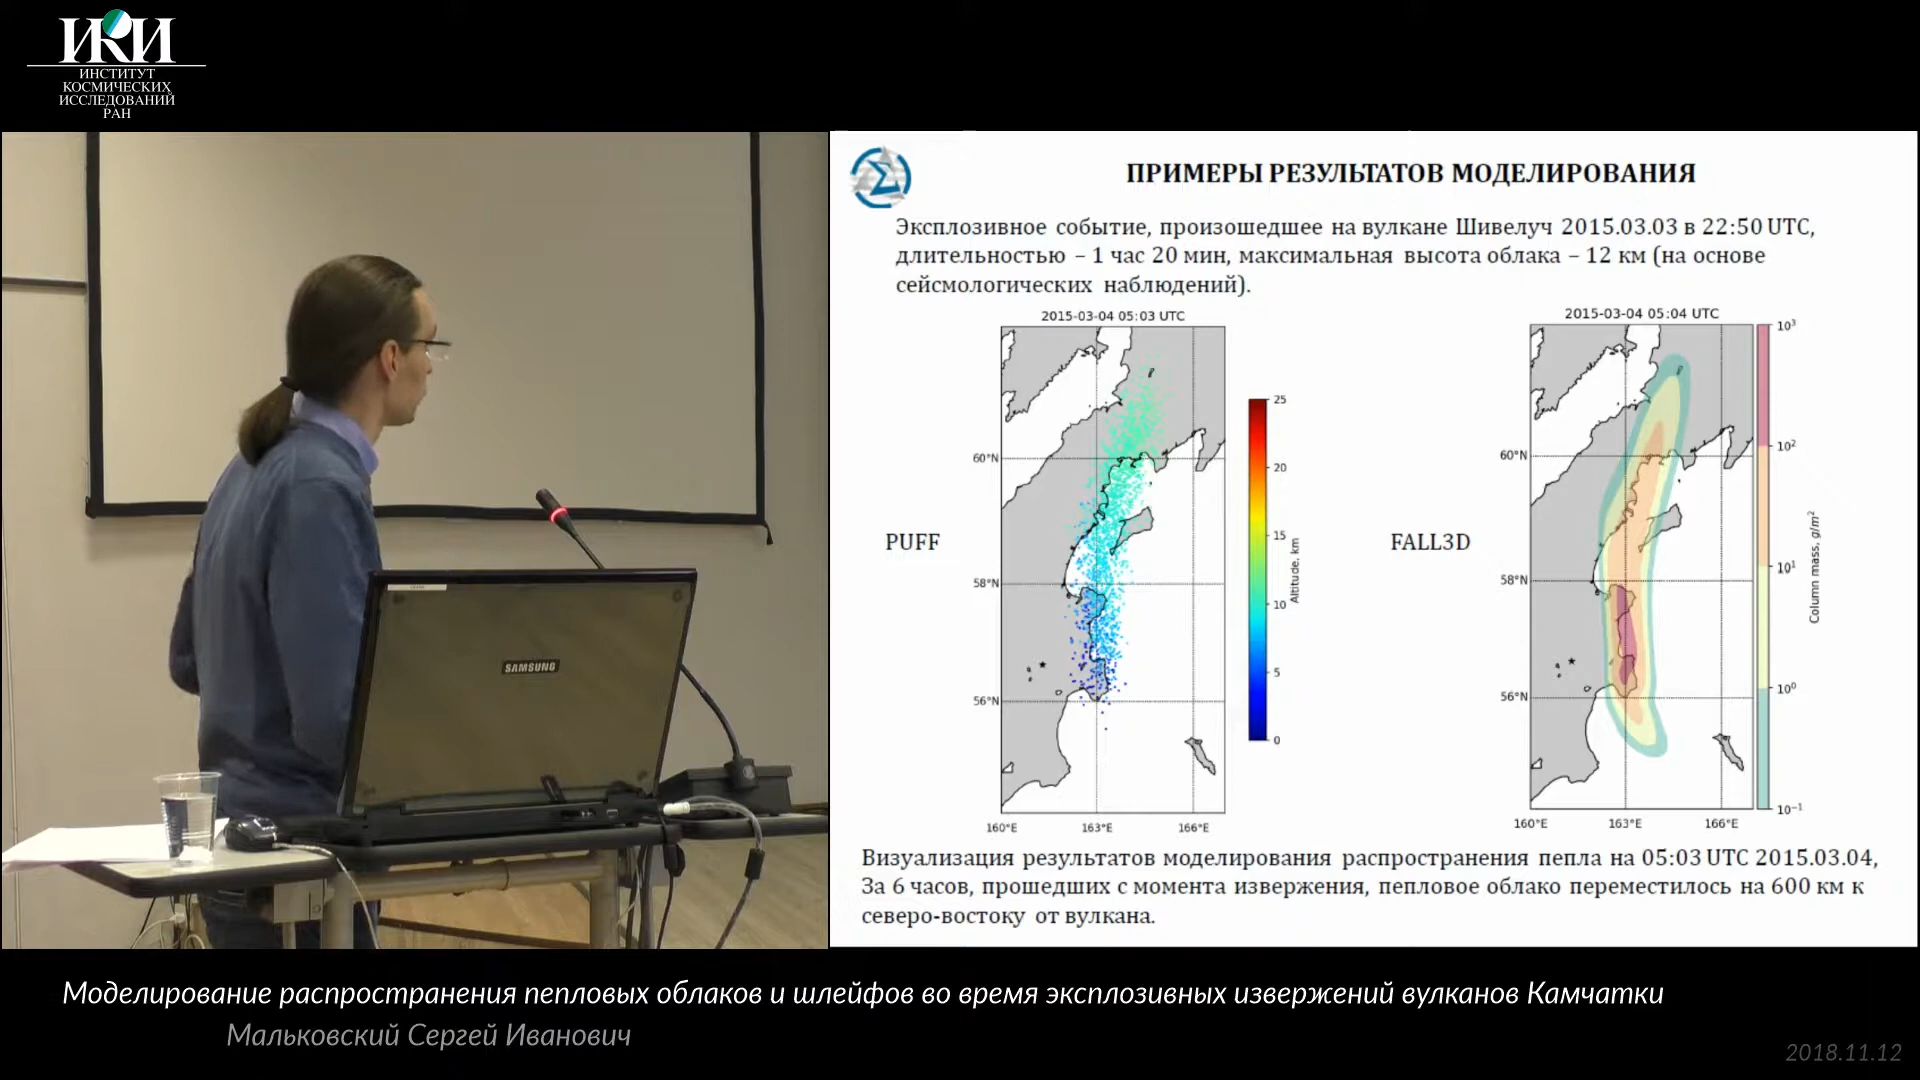 ИКИ
ИНСТИТУТ
КОСМИЧЕСКИХ
ИССЛЕДОВАНИЙ
РАН
SAMSUNG
ПРИМЕРЫ РЕЗУЛЬТАТОВ МОДЕЛИРОВАНИЯ
Эксплозивное событие, произошедшее на вулкане Шивелуч 2015.03.03 в 22:50 UTC,
длительностью – 1 час 20 мин, максимальная высота облака – 12 км (на основе
сейсмологических наблюдений).
PUFF
2015-03-04 05:03 UTC
60°N
58°N
56°N
160°E 163°E 166°E
25
20
15
10
5
0
Altitude, km
FALL3D
2015-03-04 05:04 UTC
60°N
58°N
56°N
160°E 163°E 166°E
10³
10²
10¹
10⁰
10⁻¹
Column mass, g/m²
Визуализация результатов моделирования распространения пепла на 05:03 UTC 2015.03.04,
За 6 часов, прошедших с момента извержения, пепловое облако переместилось на 600 км к
северо-востоку от вулкана.
Моделирование распространения пепловых облаков и шлейфов во время эксплозивных извержений вулканов Камчатки
Мальковский Сергей Иванович
2018.11.12